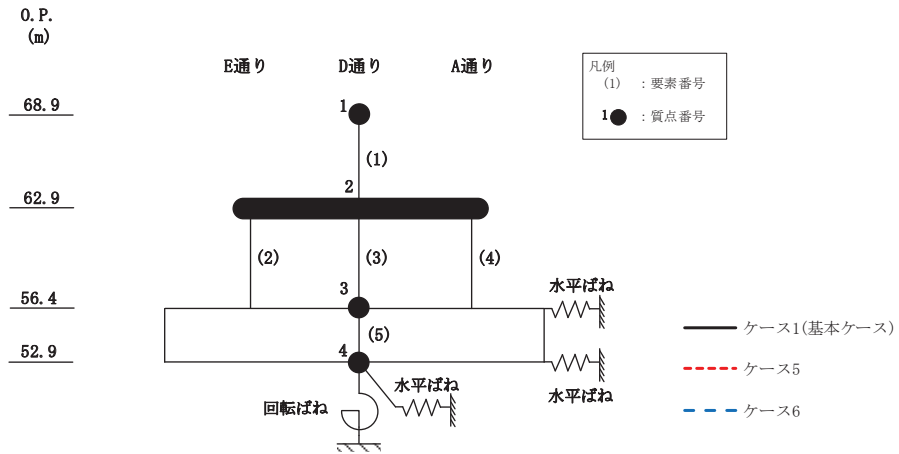 O.P.
(m)
E通り D通り A通り
凡例
(1) ：要素番号
1 ：質点番号
68.9
1
(1)
62.9
2
(2) (3) (4)
水平ばね
56.4
3
(5)
52.9
4
水平ばね
水平ばね
回転ばね
ケース1(基本ケース)
ケース5
ケース6